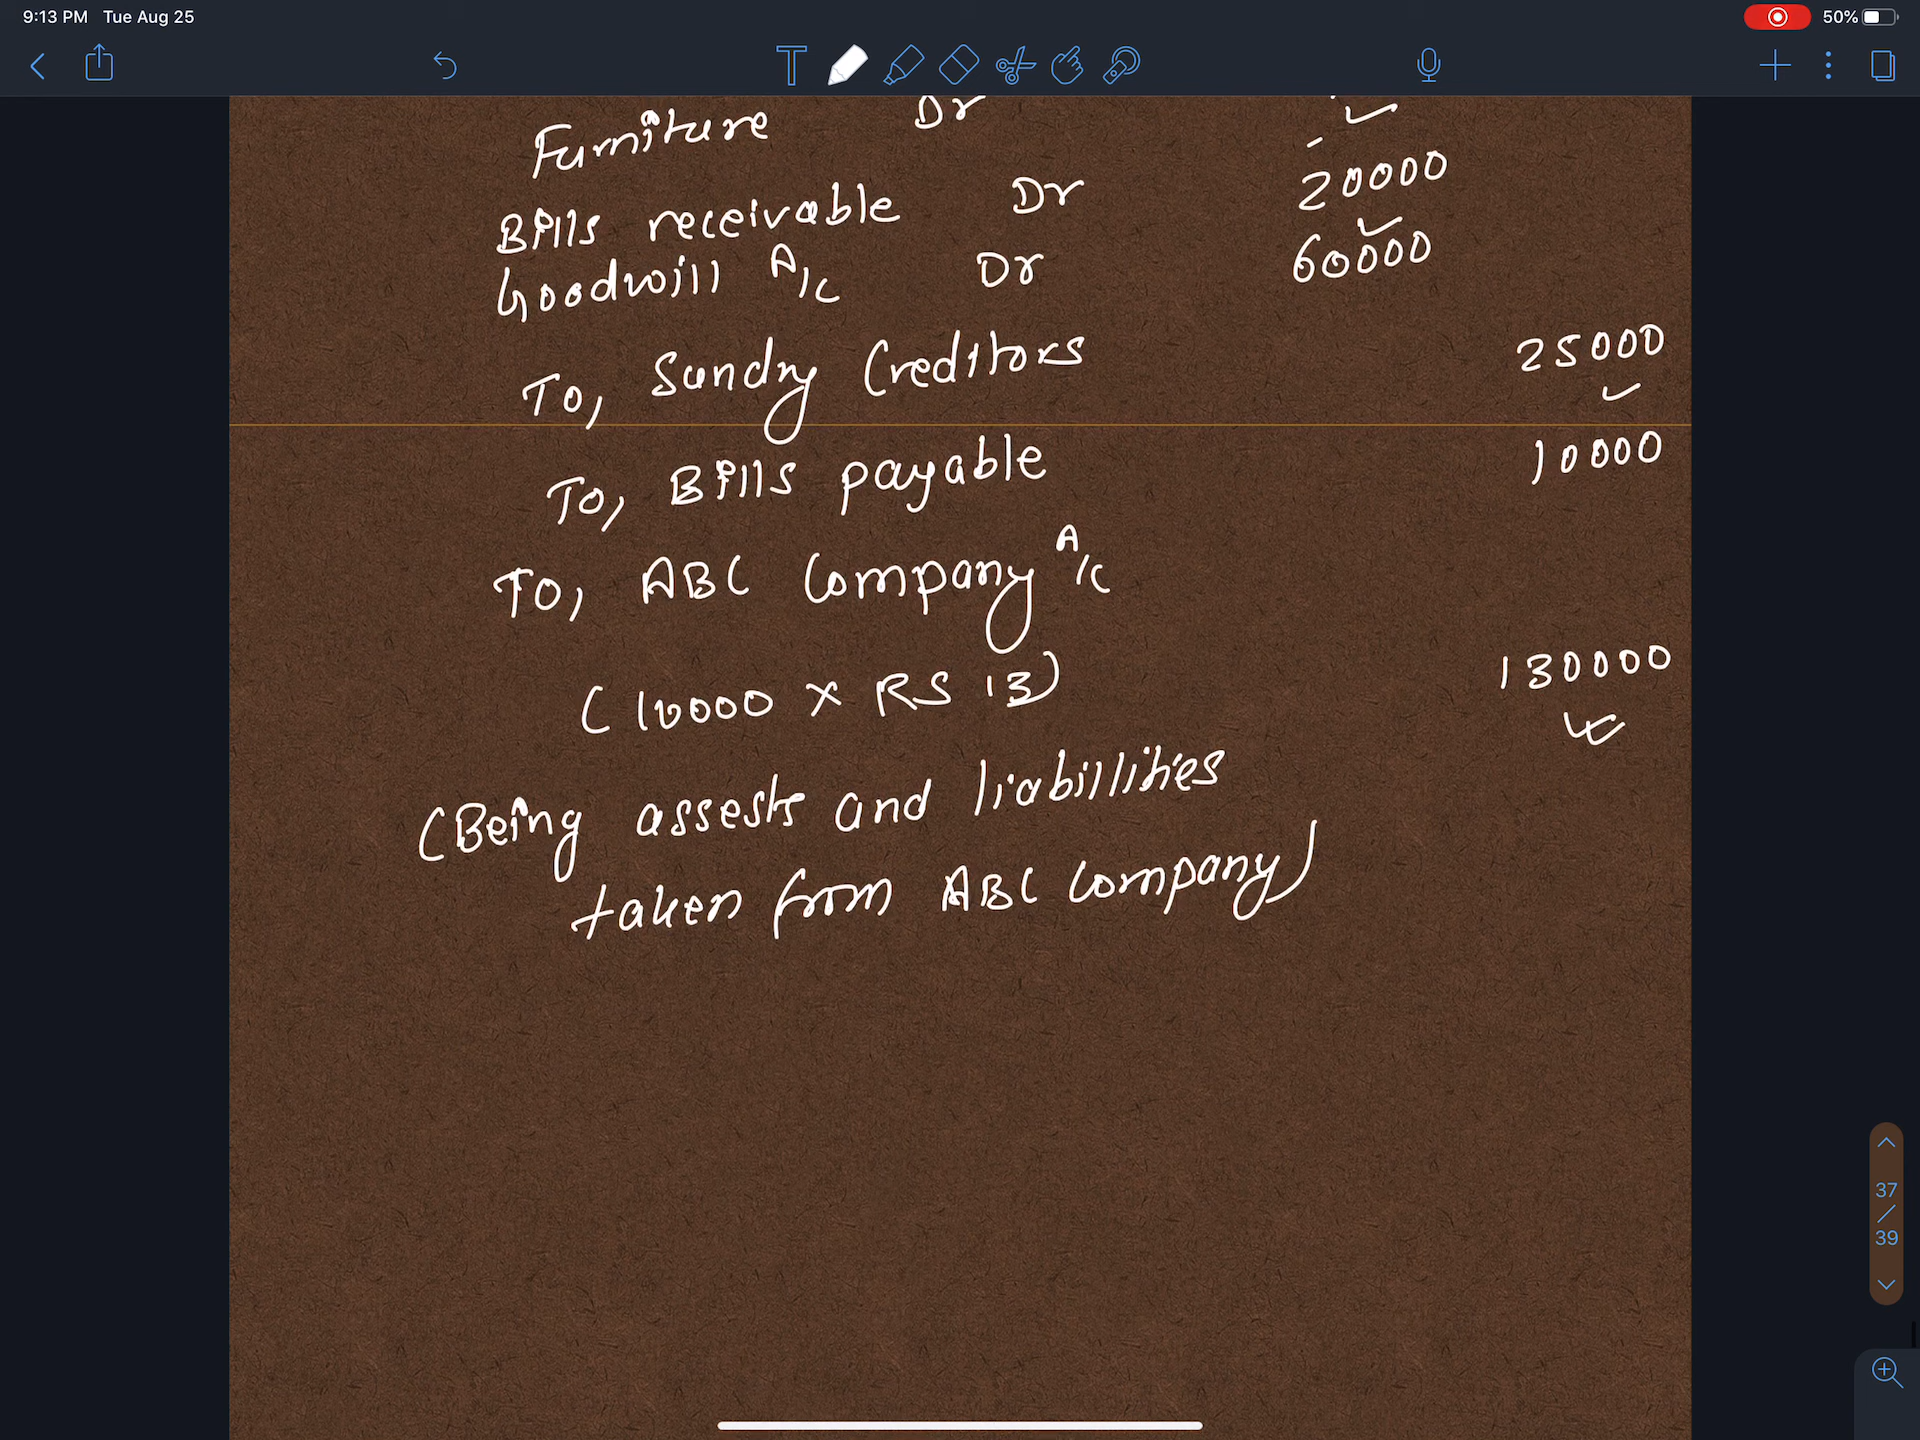 9:13 PM Tue Aug 25
50%
Furniture Dr
Bills receivable Dr 20000
Goodwill A/c Dr 60000
To, Sundry Creditors 25000
To, Bills payable 10000
To, ABC Company A/c
(10000 X RS 13) 130000
(Being assests and liabillities
taken from ABC Company)
37
/
39